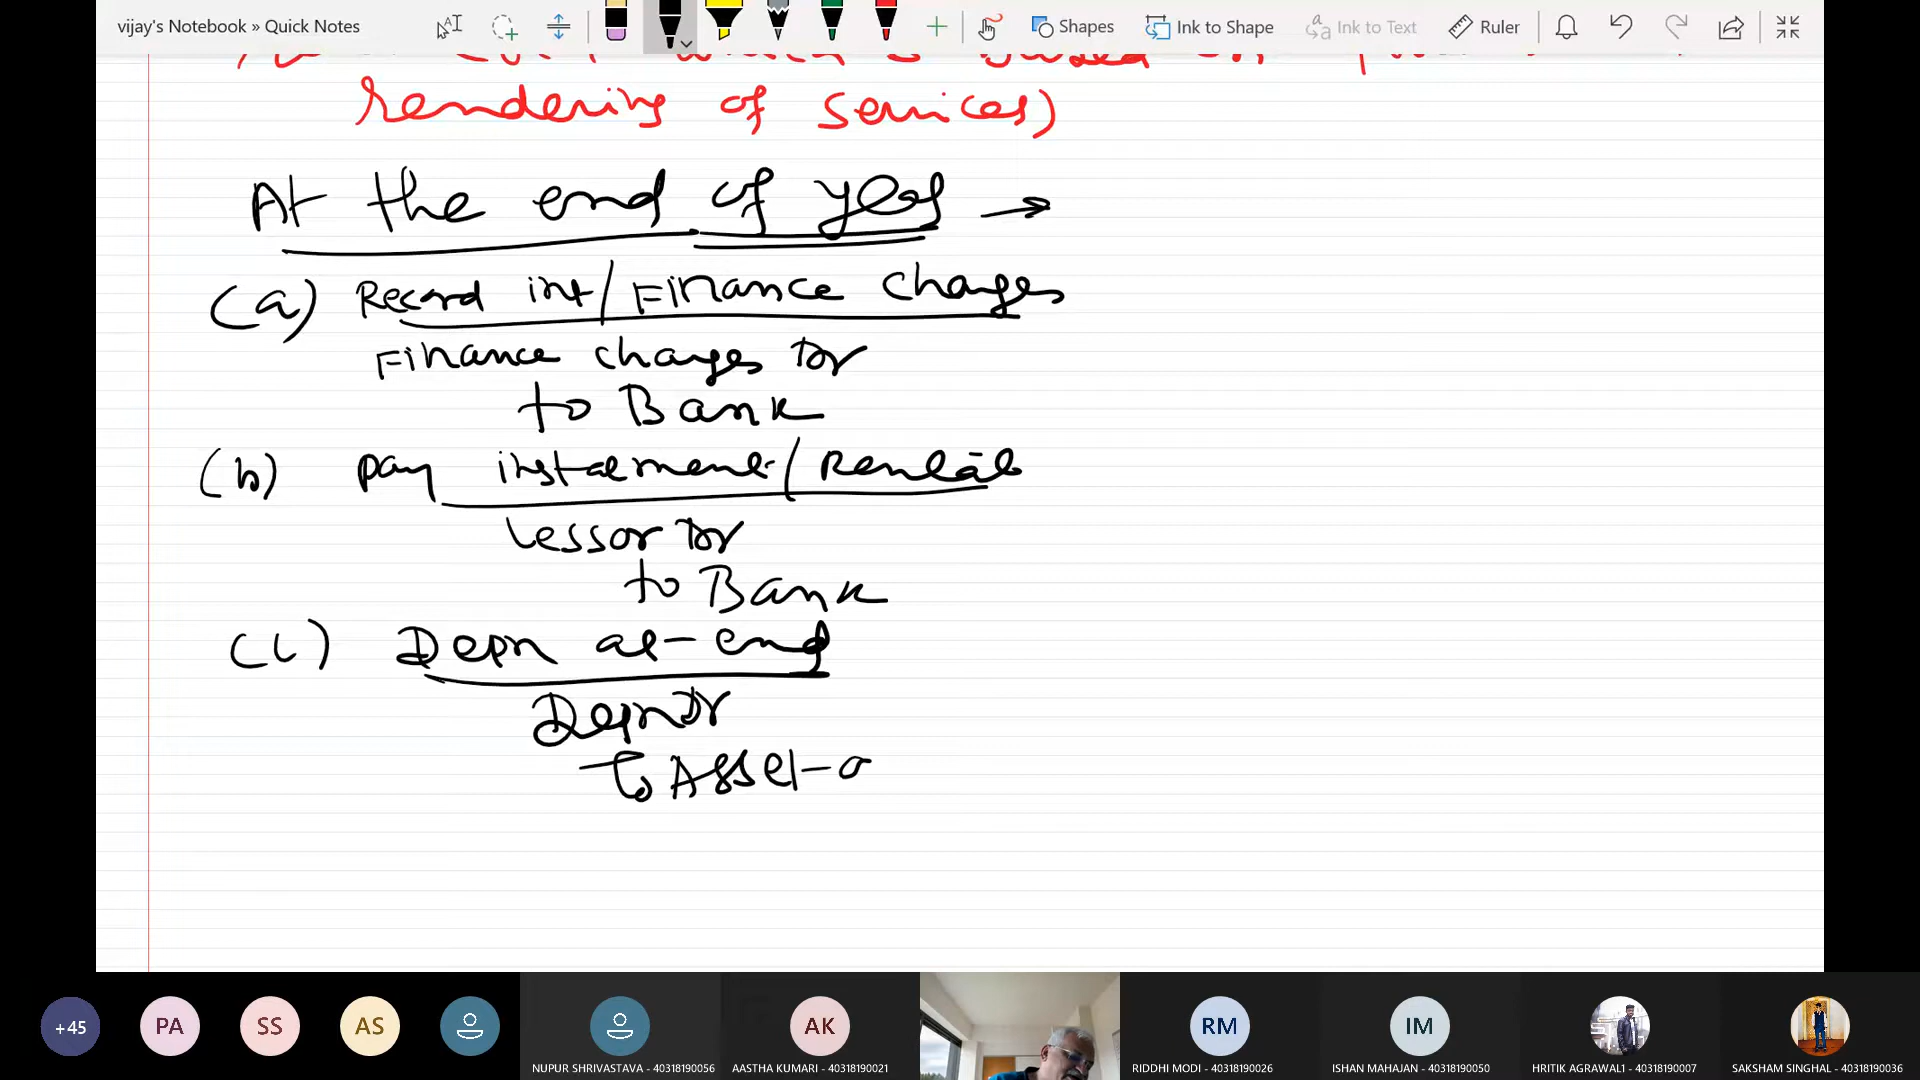 vijay's Notebook » Quick Notes
Shapes
Ink to Shape
Ink to Text
Ruler
rendering of services)
At the end of year →
(a) Record int/Finance charges
Finance charges Dr
to Bank
(b) pay instalment/Rentals
Lessor Dr
to Bank
(c) Depn at end
Depn Dr
To Asset a
+45
PA
SS
AS
NUPUR SHRIVASTAVA - 40318190056
AK
AASTHA KUMARI - 40318190021
RM
RIDDHI MODI - 40318190026
IM
ISHAN MAHAJAN - 40318190050
HRITIK AGRAWAL1 - 40318190007
SAKSHAM SINGHAL - 40318190036